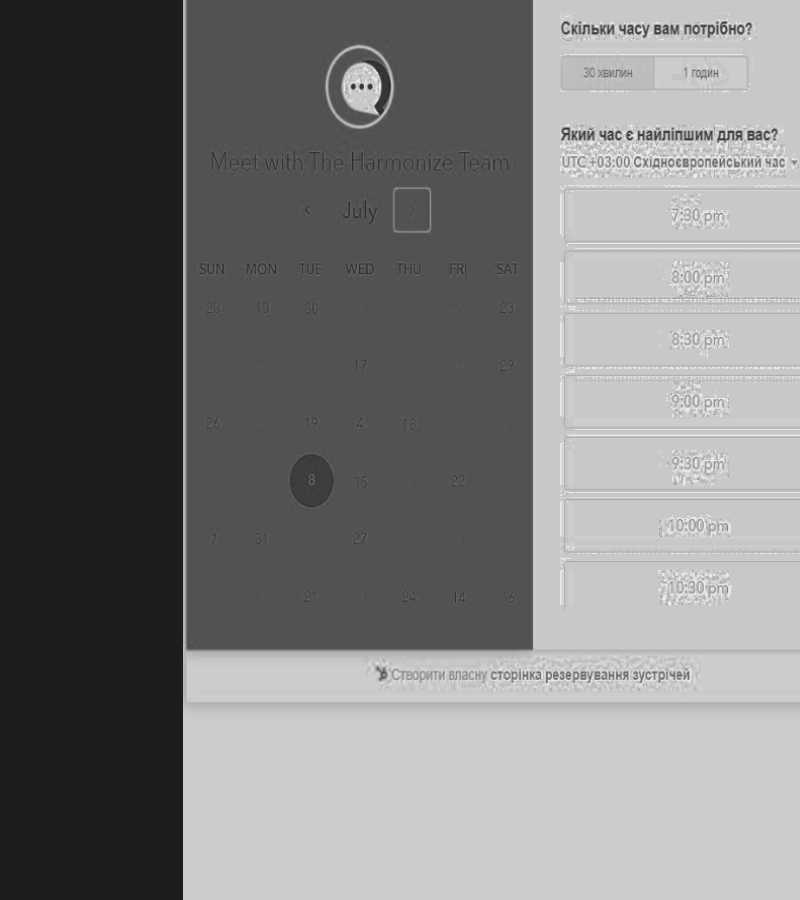 Meet with The Harmonize Team
July
SUN MON TUE WED THU FRI SAT
30 23
17 29
26 19 4 13
8 15 22
7 31 27
21 24 14 16
Скільки часу вам потрібно?
30 хвилин 1 годин
Який час є найліпшим для вас?
UTC +03:00 Східноєвропейський час
7:30 pm
8:00 pm
8:30 pm
9:00 pm
9:30 pm
10:00 pm
10:30 pm
Створити власну сторінка резервування зустрічей